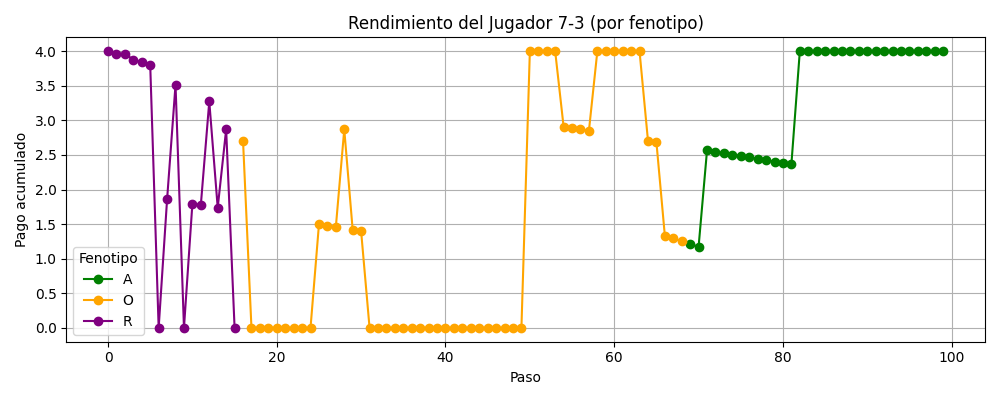 Rendimiento del Jugador 7-3 (por fenotipo)
Pago acumulado
4.0
3.5
3.0
2.5
2.0
1.5
1.0
0.5
0.0
Fenotipo
A
O
R
0 20 40 60 80 100
Paso